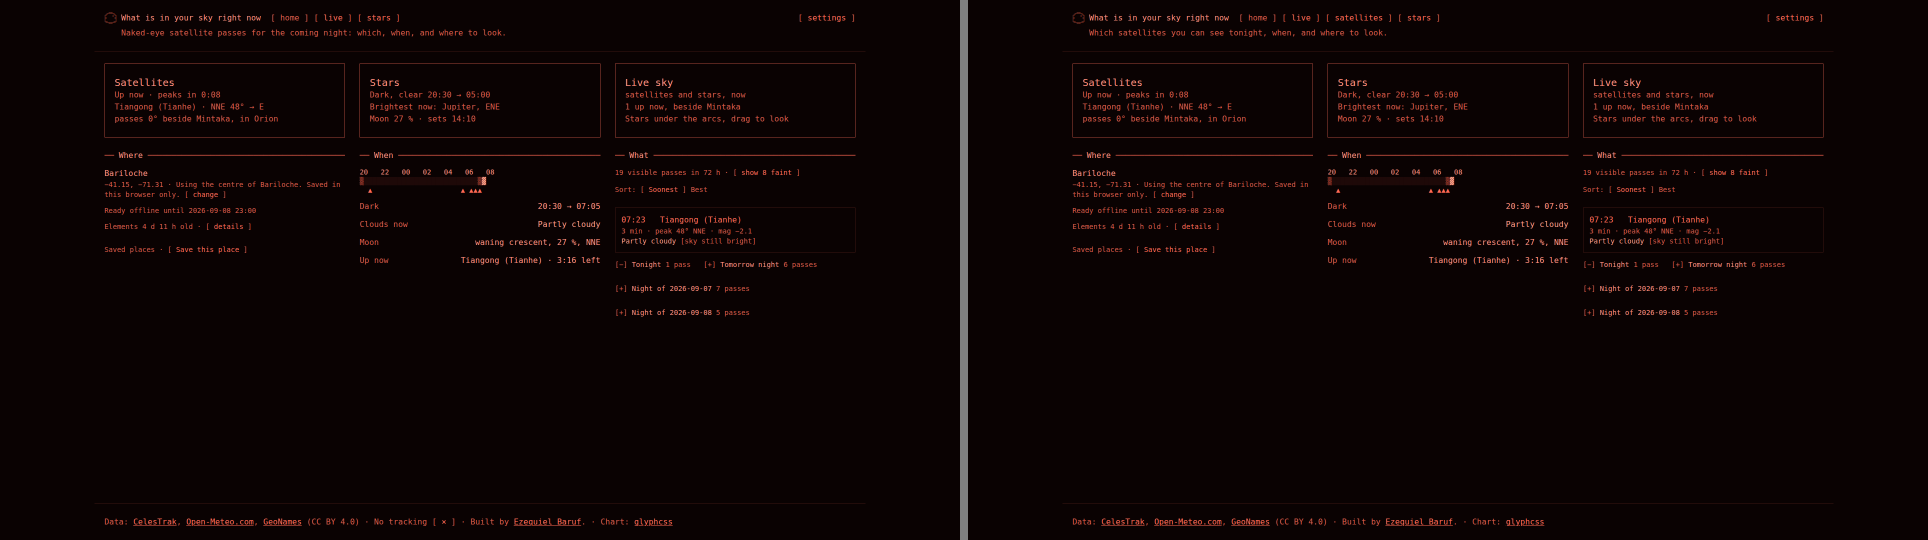 What is in your sky right now [ home ] [ live ] [ stars ] [ settings ]
Naked-eye satellite passes for the coming night: which, when, and where to look.
Satellites
Up now · peaks in 0:08
Tiangong (Tianhe) · NNE 48° → E
passes 0° beside Mintaka, in Orion
Stars
Dark, clear 20:30 → 05:00
Brightest now: Jupiter, ENE
Moon 27 % · sets 14:10
Live sky
satellites and stars, now
1 up now, beside Mintaka
Stars under the arcs, drag to look
Where
Bariloche
−41.15, −71.31 · Using the centre of Bariloche. Saved in
this browser only. [ change ]
Ready offline until 2026-09-08 23:00
Elements 4 d 11 h old · [ details ]
Saved places · [ Save this place ]
When
20 22 00 02 04 06 08
Dark 20:30 → 07:05
Clouds now Partly cloudy
Moon waning crescent, 27 %, NNE
Up now Tiangong (Tianhe) · 3:16 left
What
19 visible passes in 72 h · [ show 8 faint ]
Sort: [ Soonest ] Best
07:23 Tiangong (Tianhe)
3 min · peak 48° NNE · mag −2.1
Partly cloudy [sky still bright]
[−] Tonight 1 pass [+] Tomorrow night 6 passes
[+] Night of 2026-09-07 7 passes
[+] Night of 2026-09-08 5 passes
Data: CelesTrak, Open-Meteo.com, GeoNames (CC BY 4.0) · No tracking [ × ] · Built by Ezequiel Baruf. · Chart: glyphcss
What is in your sky right now [ home ] [ live ] [ satellites ] [ stars ] [ settings ]
Which satellites you can see tonight, when, and where to look.
Satellites
Up now · peaks in 0:08
Tiangong (Tianhe) · NNE 48° → E
passes 0° beside Mintaka, in Orion
Stars
Dark, clear 20:30 → 05:00
Brightest now: Jupiter, ENE
Moon 27 % · sets 14:10
Live sky
satellites and stars, now
1 up now, beside Mintaka
Stars under the arcs, drag to look
Where
Bariloche
−41.15, −71.31 · Using the centre of Bariloche. Saved in
this browser only. [ change ]
Ready offline until 2026-09-08 23:00
Elements 4 d 11 h old · [ details ]
Saved places · [ Save this place ]
When
20 22 00 02 04 06 08
Dark 20:30 → 07:05
Clouds now Partly cloudy
Moon waning crescent, 27 %, NNE
Up now Tiangong (Tianhe) · 3:16 left
What
19 visible passes in 72 h · [ show 8 faint ]
Sort: [ Soonest ] Best
07:23 Tiangong (Tianhe)
3 min · peak 48° NNE · mag −2.1
Partly cloudy [sky still bright]
[−] Tonight 1 pass [+] Tomorrow night 6 passes
[+] Night of 2026-09-07 7 passes
[+] Night of 2026-09-08 5 passes
Data: CelesTrak, Open-Meteo.com, GeoNames (CC BY 4.0) · Built by Ezequiel Baruf. · Chart: glyphcss